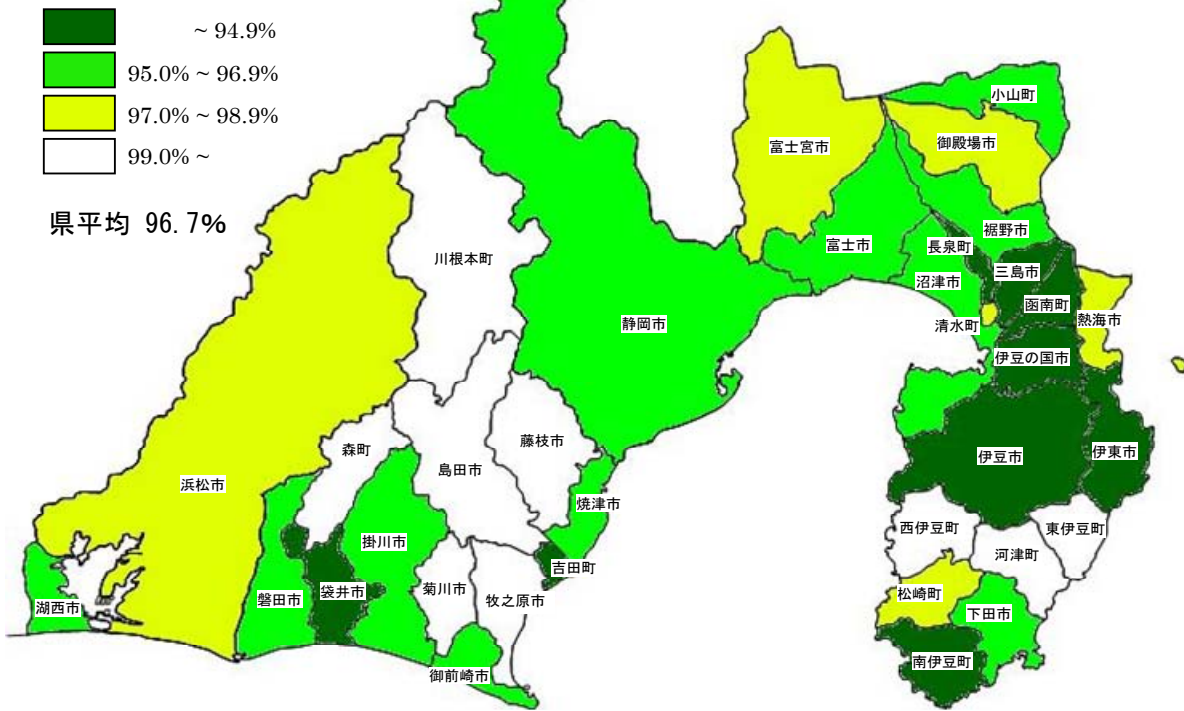 ~ 94.9%
95.0% ~ 96.9%
97.0% ~ 98.9%
99.0% ~
県平均 96.7%
小山町
御殿場市
富士宮市
裾野市
富士市
長泉町
三島市
沼津市
函南町
川根本町
静岡市
清水町
熱海市
伊豆の国市
藤枝市
森町
島田市
伊豆市
伊東市
浜松市
焼津市
西伊豆町
東伊豆町
掛川市
河津町
吉田町
菊川市
袋井市
磐田市
牧之原市
松崎町
湖西市
下田市
南伊豆町
御前崎市